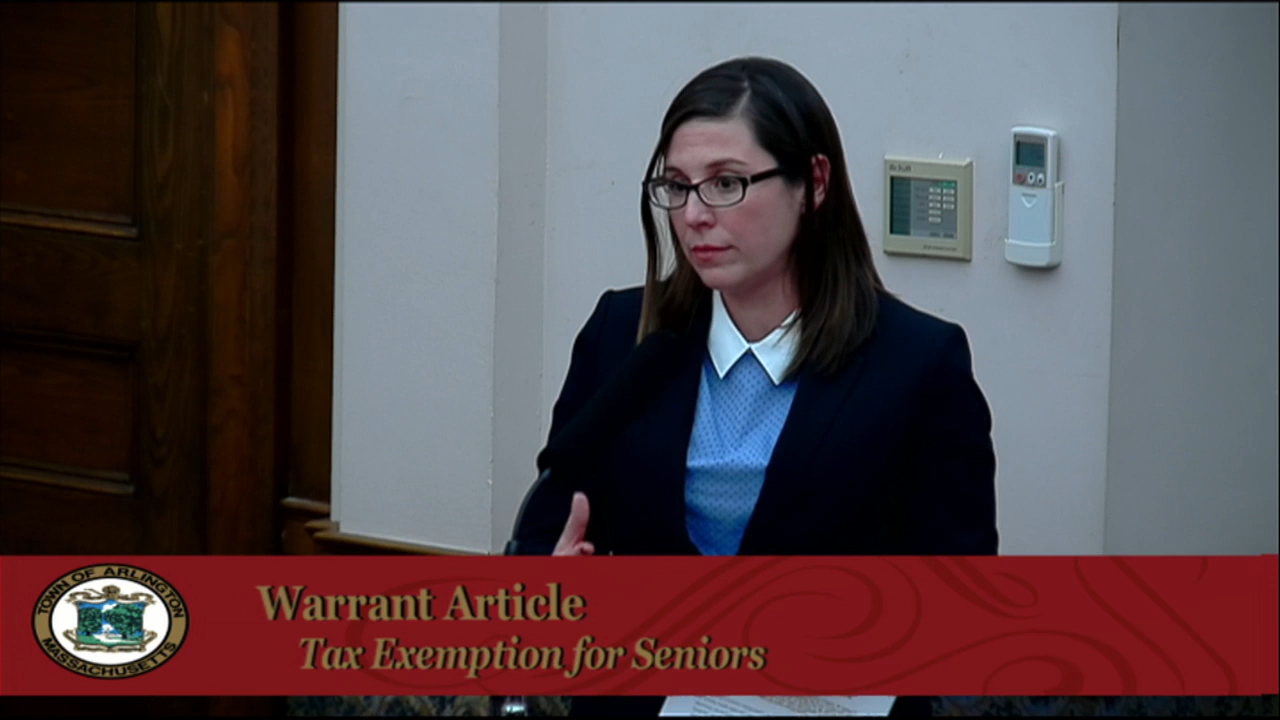 TOWN OF ARLINGTON
MASSACHUSETTS
Warrant Article
Tax Exemption for Seniors